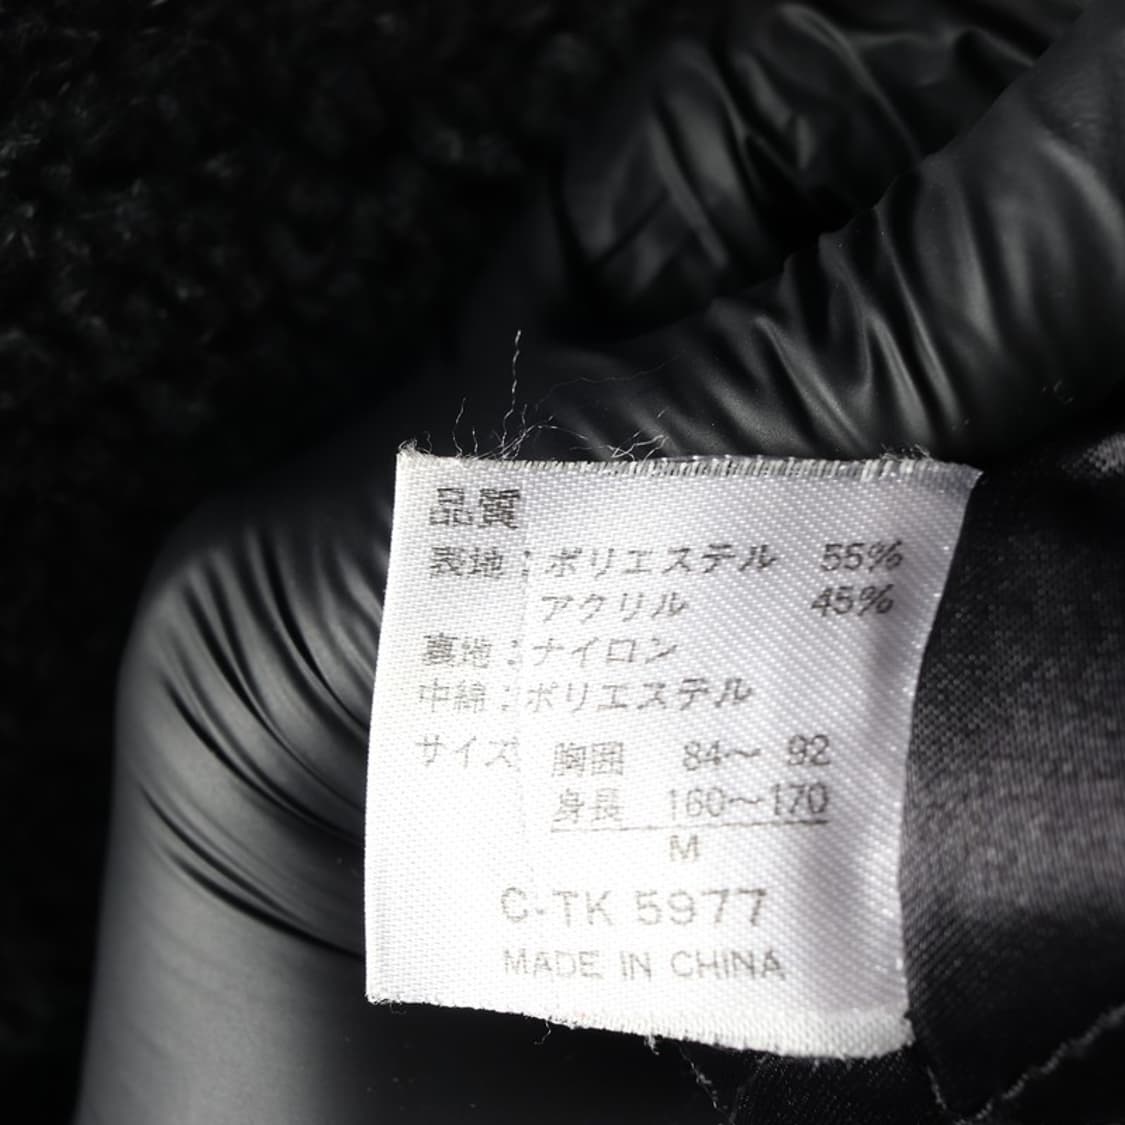 品質
表地：ポリエステル 55%
アクリル 45%
裏地：ナイロン
中綿：ポリエステル
サイズ 胸囲 84～ 92
身長 160～170
M
C-TK 5977
MADE IN CHINA